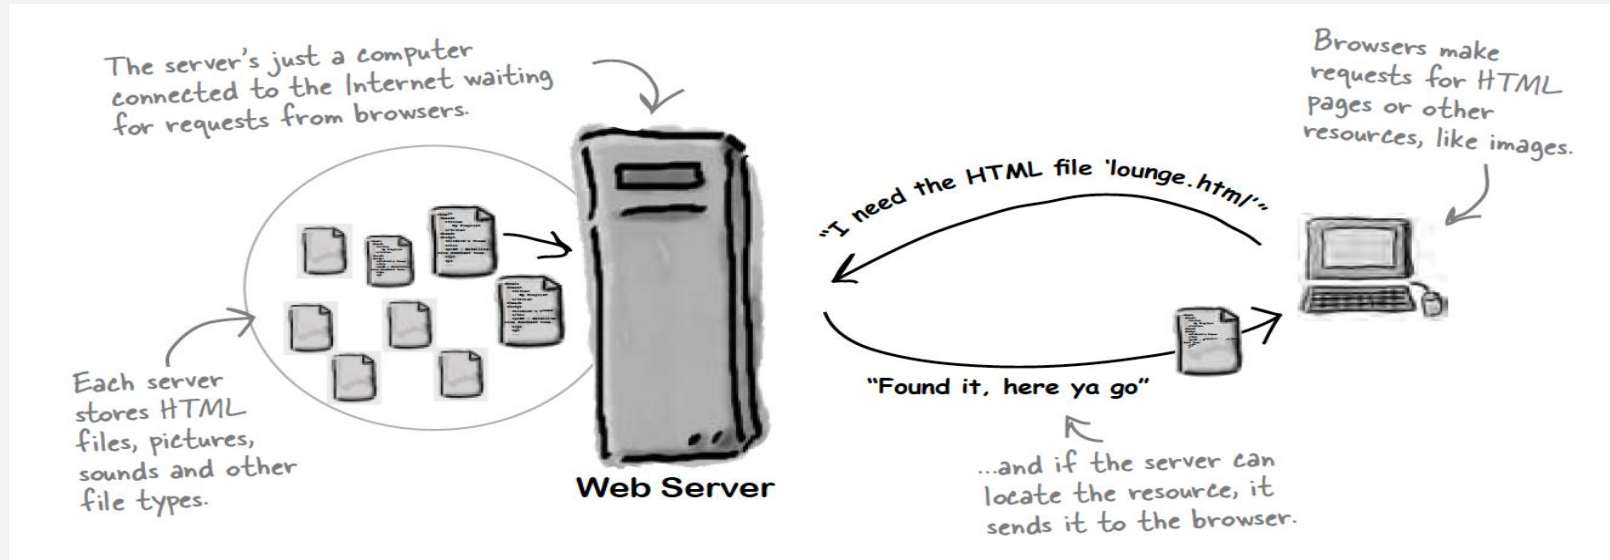 The server's just a computer
connected to the Internet waiting
for requests from browsers.
Browsers make
requests for HTML
pages or other
resources, like images.
“I need the HTML file ‘lounge.html’”
“Found it, here ya go”
Each server
stores HTML
files, pictures,
sounds and other
file types.
Web Server
...and if the server can
locate the resource, it
sends it to the browser.